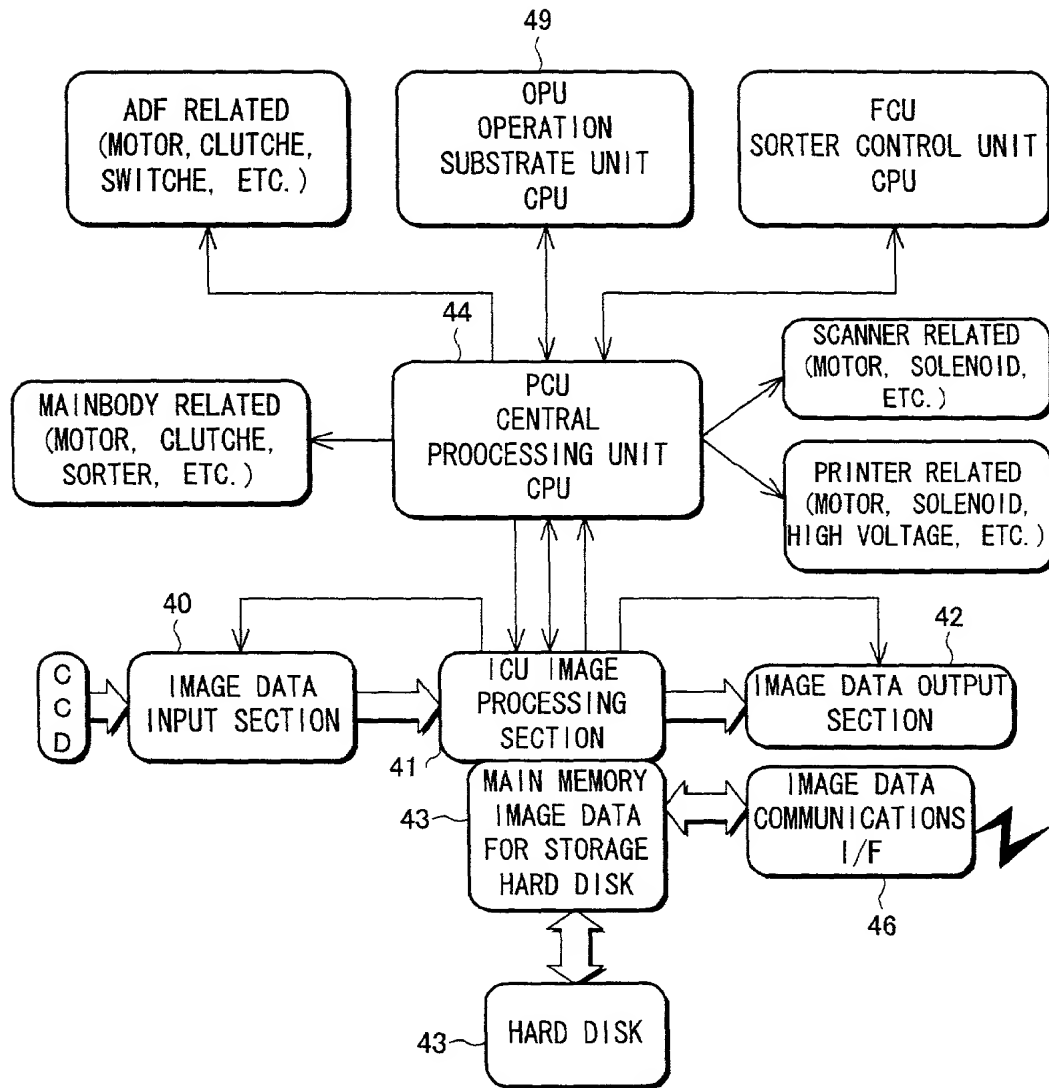 49
ADF RELATED
(MOTOR, CLUTCHE,
SWITCHE, ETC.)
OPU
OPERATION
SUBSTRATE UNIT
CPU
FCU
SORTER CONTROL UNIT
CPU
44
MAINBODY RELATED
(MOTOR, CLUTCHE,
SORTER, ETC.)
PCU
CENTRAL
PROOCESSING UNIT
CPU
SCANNER RELATED
(MOTOR, SOLENOID,
ETC.)
PRINTER RELATED
(MOTOR, SOLENOID,
HIGH VOLTAGE, ETC.)
40
42
C
C
D
IMAGE DATA
INPUT SECTION
ICU IMAGE
PROCESSING
SECTION
IMAGE DATA OUTPUT
SECTION
41
43
MAIN MEMORY
IMAGE DATA
FOR STORAGE
HARD DISK
IMAGE DATA
COMMUNICATIONS
I/F
46
43
HARD DISK